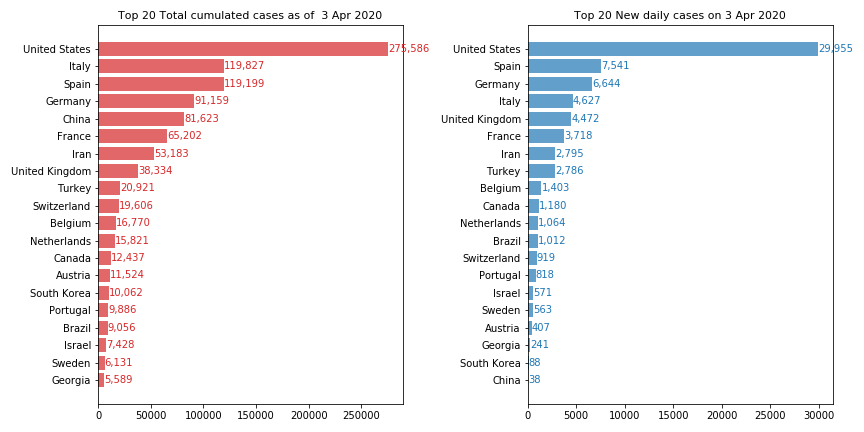 Top 20 Total cumulated cases as of  3 Apr 2020
United States 275,586
Italy 119,827
Spain 119,199
Germany 91,159
China 81,623
France 65,202
Iran 53,183
United Kingdom 38,334
Turkey 20,921
Switzerland 19,606
Belgium 16,770
Netherlands 15,821
Canada 12,437
Austria 11,524
South Korea 10,062
Portugal 9,886
Brazil 9,056
Israel 7,428
Sweden 6,131
Georgia 5,589
0 50000 100000 150000 200000 250000
Top 20 New daily cases on 3 Apr 2020
United States 29,955
Spain 7,541
Germany 6,644
Italy 4,627
United Kingdom 4,472
France 3,718
Iran 2,795
Turkey 2,786
Belgium 1,403
Canada 1,180
Netherlands 1,064
Brazil 1,012
Switzerland 919
Portugal 818
Israel 571
Sweden 563
Austria 407
Georgia 241
South Korea 88
China 38
0 5000 10000 15000 20000 25000 30000